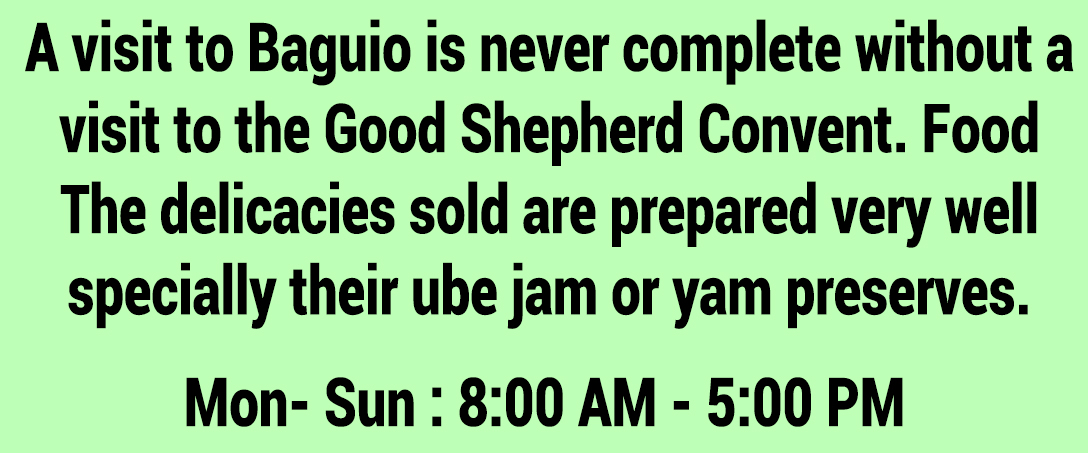 A visit to Baguio is never complete without a
visit to the Good Shepherd Convent. Food
The delicacies sold are prepared very well
specially their ube jam or yam preserves.
Mon- Sun : 8:00 AM - 5:00 PM